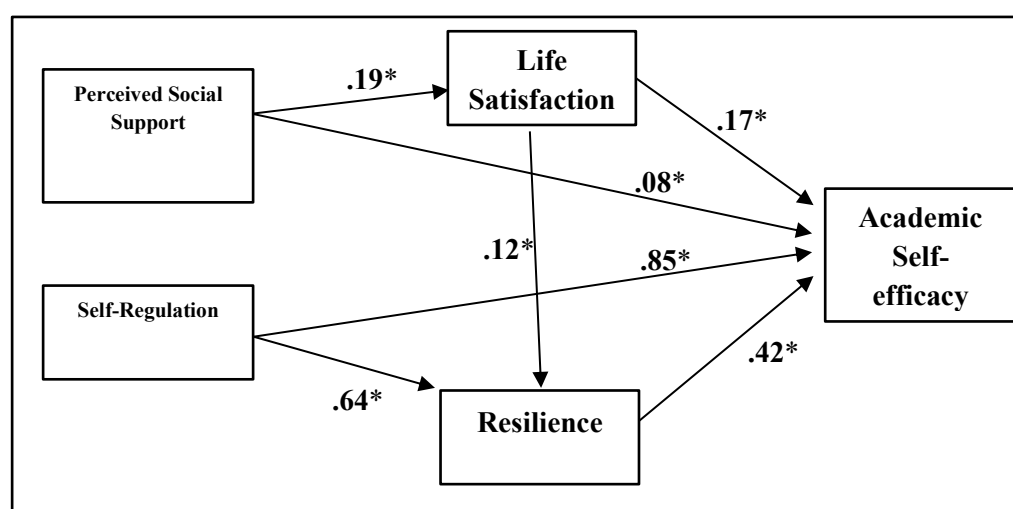 Perceived Social
Support
.19*
Life
Satisfaction
.17*
.08*
Academic
Self-
efficacy
.12*
.85*
Self-Regulation
.42*
.64*
Resilience